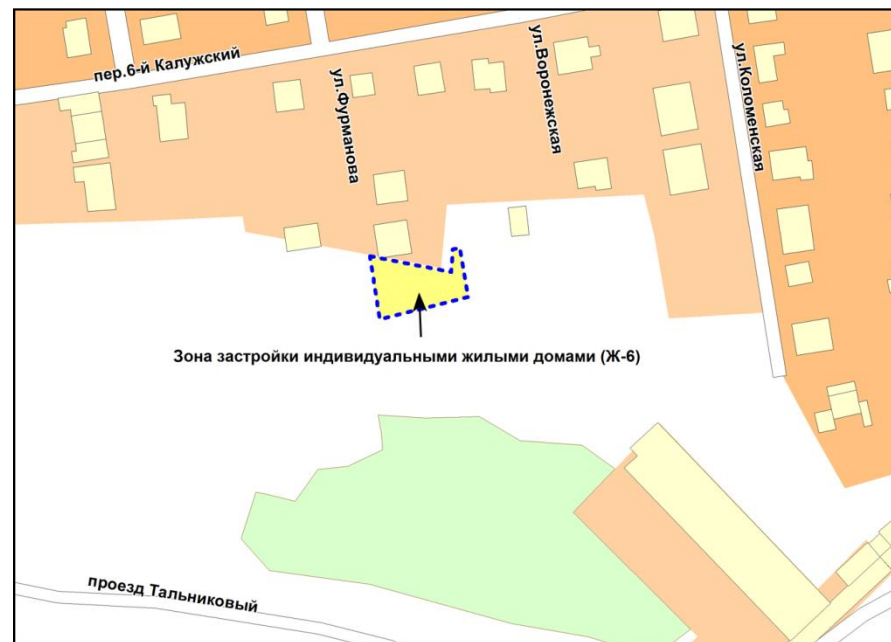 пер.6-й Калужский
ул.Фурманова
ул.Воронежская
ул.Коломенская
Зона застройки индивидуальными жилыми домами (Ж-6)
проезд Тальниковый